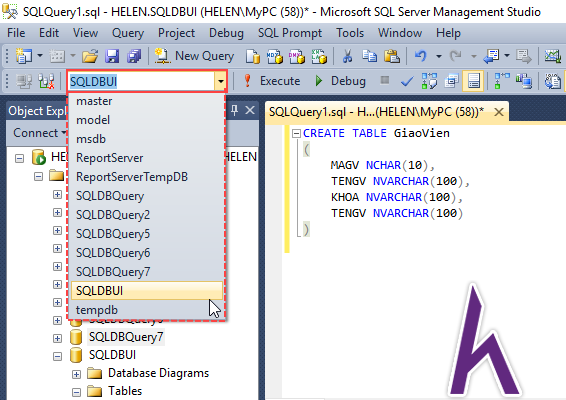 SQLQuery1.sql - HELEN.SQLDBUI (HELEN\MyPC (58))* - Microsoft SQL Server Management Studio
File Edit View Query Project Debug SQL Prompt Tools Window Help
New Query
SQLDBUI Execute Debug
master
model
msdb
ReportServer
ReportServerTempDB
SQLDBQuery
SQLDBQuery2
SQLDBQuery5
SQLDBQuery6
SQLDBQuery7
SQLDBUI
tempdb
Object Expl
Connect
HE
HELEN
SQLDBQuery7
SQLDBUI
Database Diagrams
Tables
SQLQuery1.sql - H...(HELEN\MyPC (58))*
CREATE TABLE GiaoVien
(
MAGV NCHAR(10),
TENGV NVARCHAR(100),
KHOA NVARCHAR(100),
TENGV NVARCHAR(100)
)